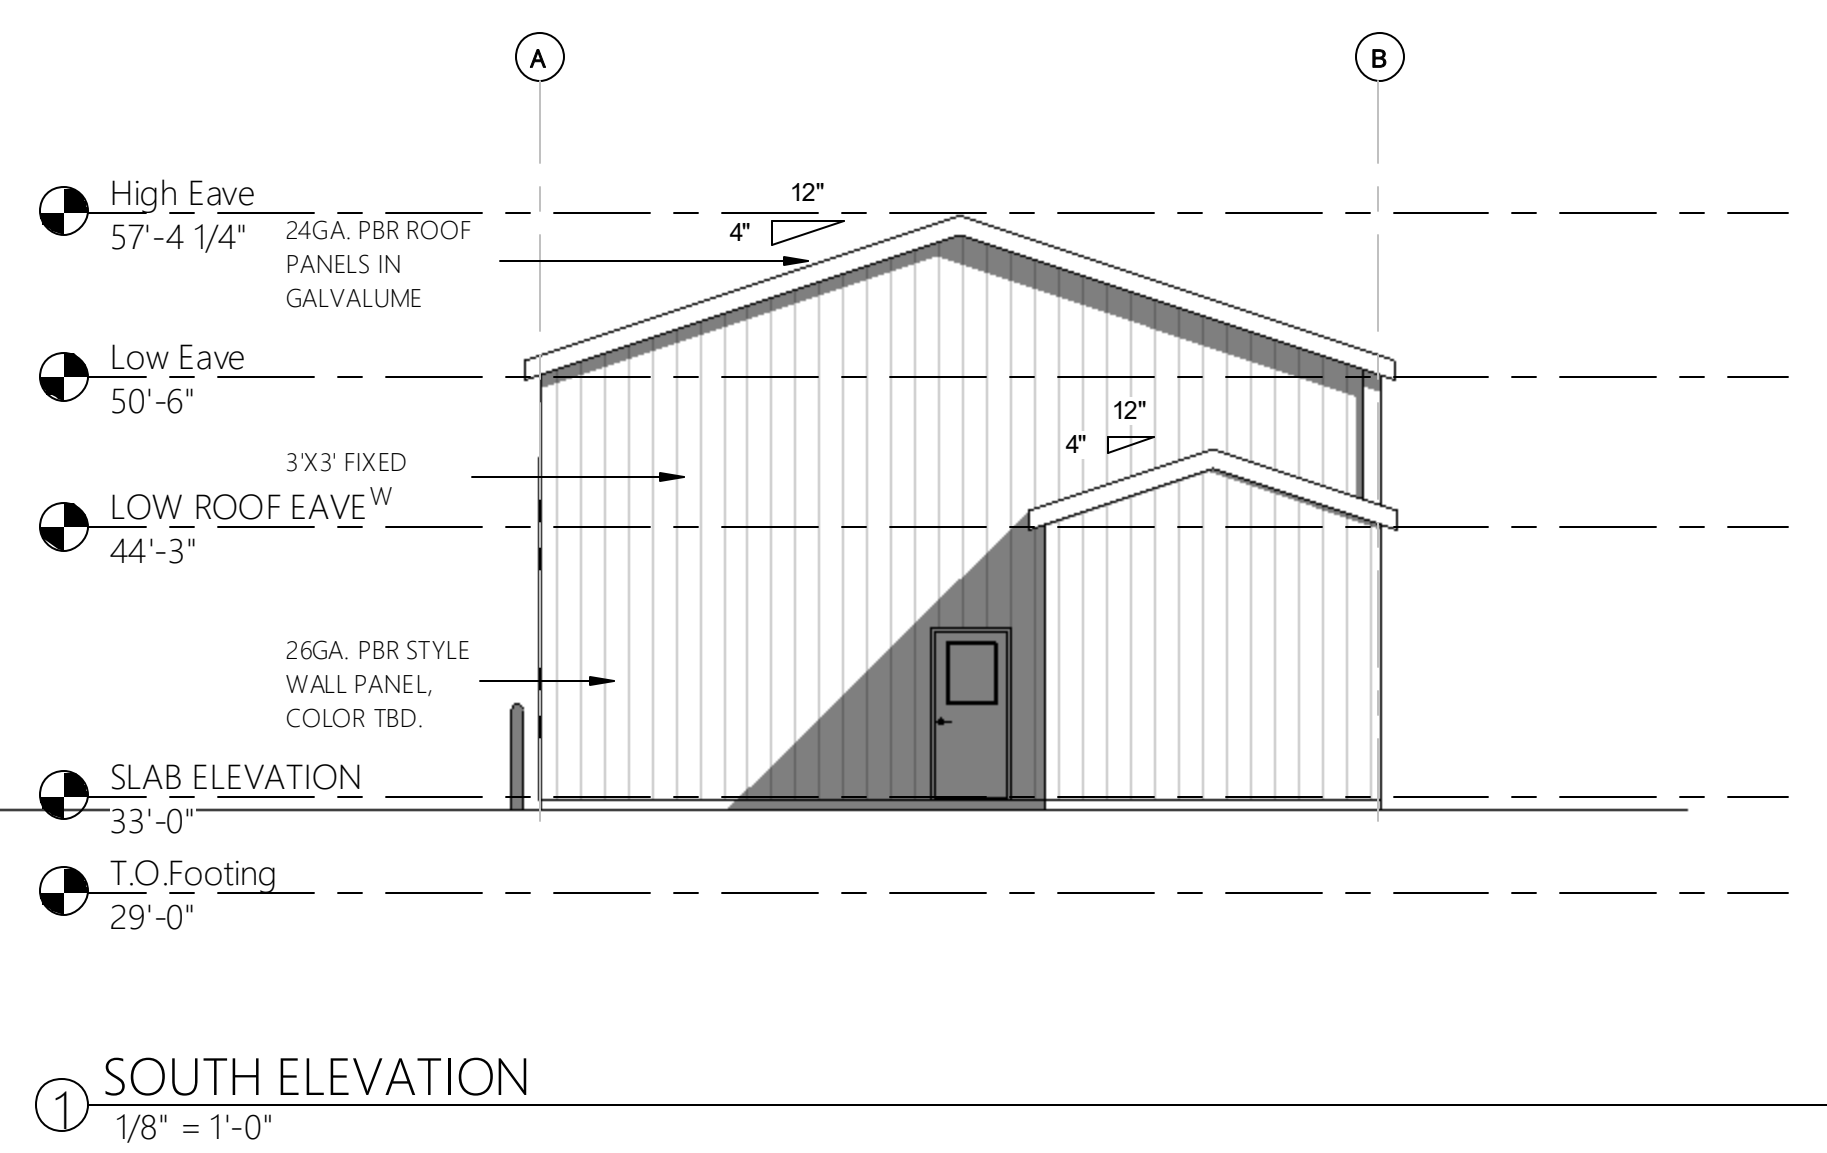 A
B
High Eave
57'-4 1/4"
12"
4"
24GA. PBR ROOF
PANELS IN
GALVALUME
Low Eave
50'-6"
12"
4"
3'X3' FIXED
W
LOW ROOF EAVE
44'-3"
26GA. PBR STYLE
WALL PANEL,
COLOR TBD.
SLAB ELEVATION
33'-0"
T.O.Footing
29'-0"
1
SOUTH ELEVATION
1/8" = 1'-0"